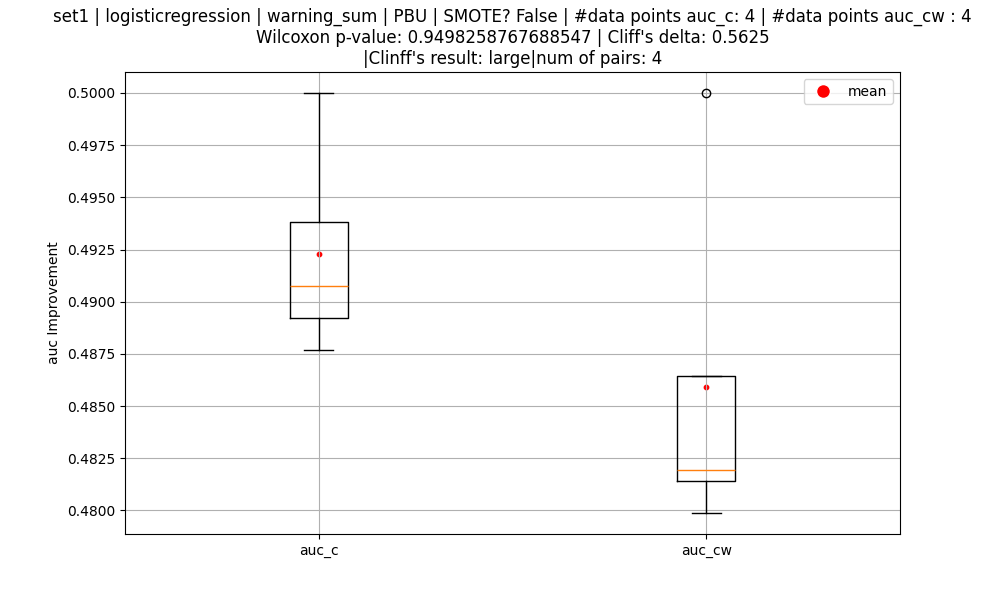 set1 | logisticregression | warning_sum | PBU | SMOTE? False | #data points auc_c: 4 | #data points auc_cw : 4
Wilcoxon p-value: 0.9498258767688547 | Cliff's delta: 0.5625
|Clinff's result: large|num of pairs: 4
mean
0.5000
0.4975
0.4950
0.4925
0.4900
0.4875
0.4850
0.4825
0.4800
auc Improvement
auc_c
auc_cw